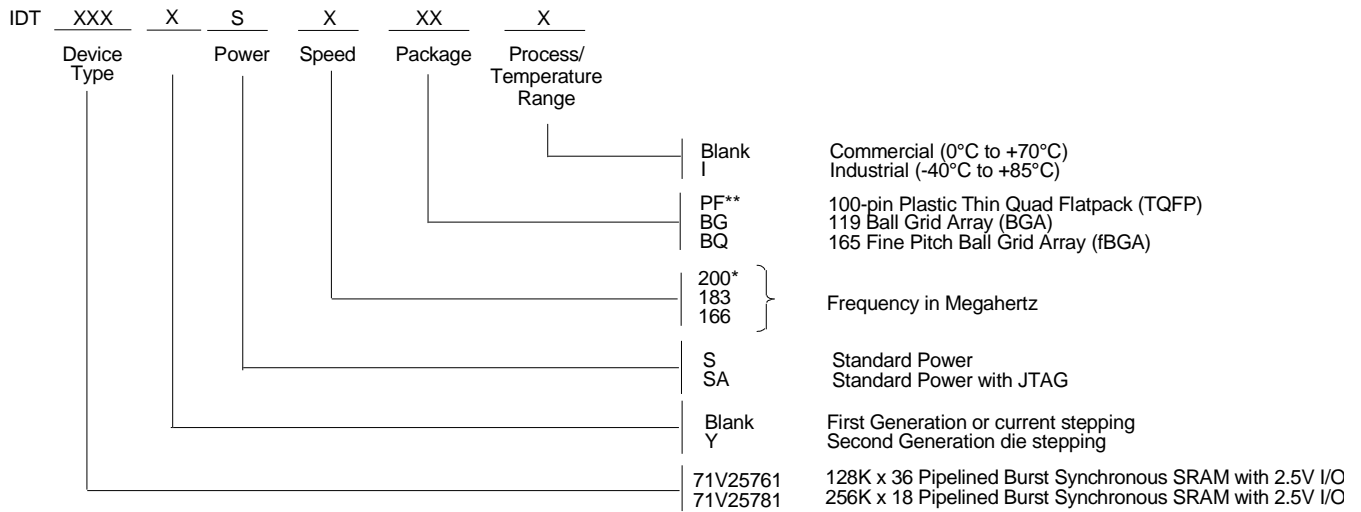 IDT XXX X S X XX X
Device Type Power Speed Package Process/ Temperature Range
Blank Commercial (0°C to +70°C)
I Industrial (-40°C to +85°C)
PF** 100-pin Plastic Thin Quad Flatpack (TQFP)
BG 119 Ball Grid Array (BGA)
BQ 165 Fine Pitch Ball Grid Array (fBGA)
200*
183 Frequency in Megahertz
166
S Standard Power
SA Standard Power with JTAG
Blank First Generation or current stepping
Y Second Generation die stepping
71V25761 128K x 36 Pipelined Burst Synchronous SRAM with 2.5V I/O
71V25781 256K x 18 Pipelined Burst Synchronous SRAM with 2.5V I/O